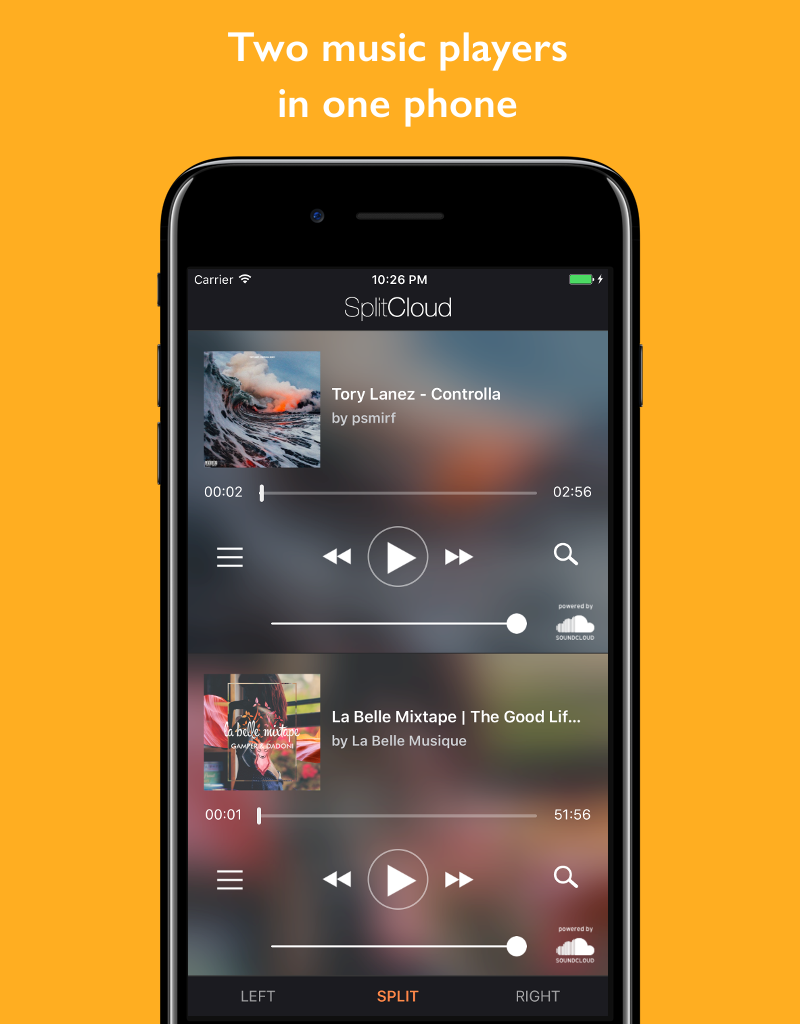 Two music players
in one phone
Carrier
10:26 PM
SplitCloud
Tory Lanez - Controlla
by psmirf
00:02
02:56
powered by
SOUNDCLOUD
la belle mixtape
GAMPER & DADONI
La Belle Mixtape | The Good Lif...
by La Belle Musique
00:01
51:56
powered by
SOUNDCLOUD
LEFT
SPLIT
RIGHT